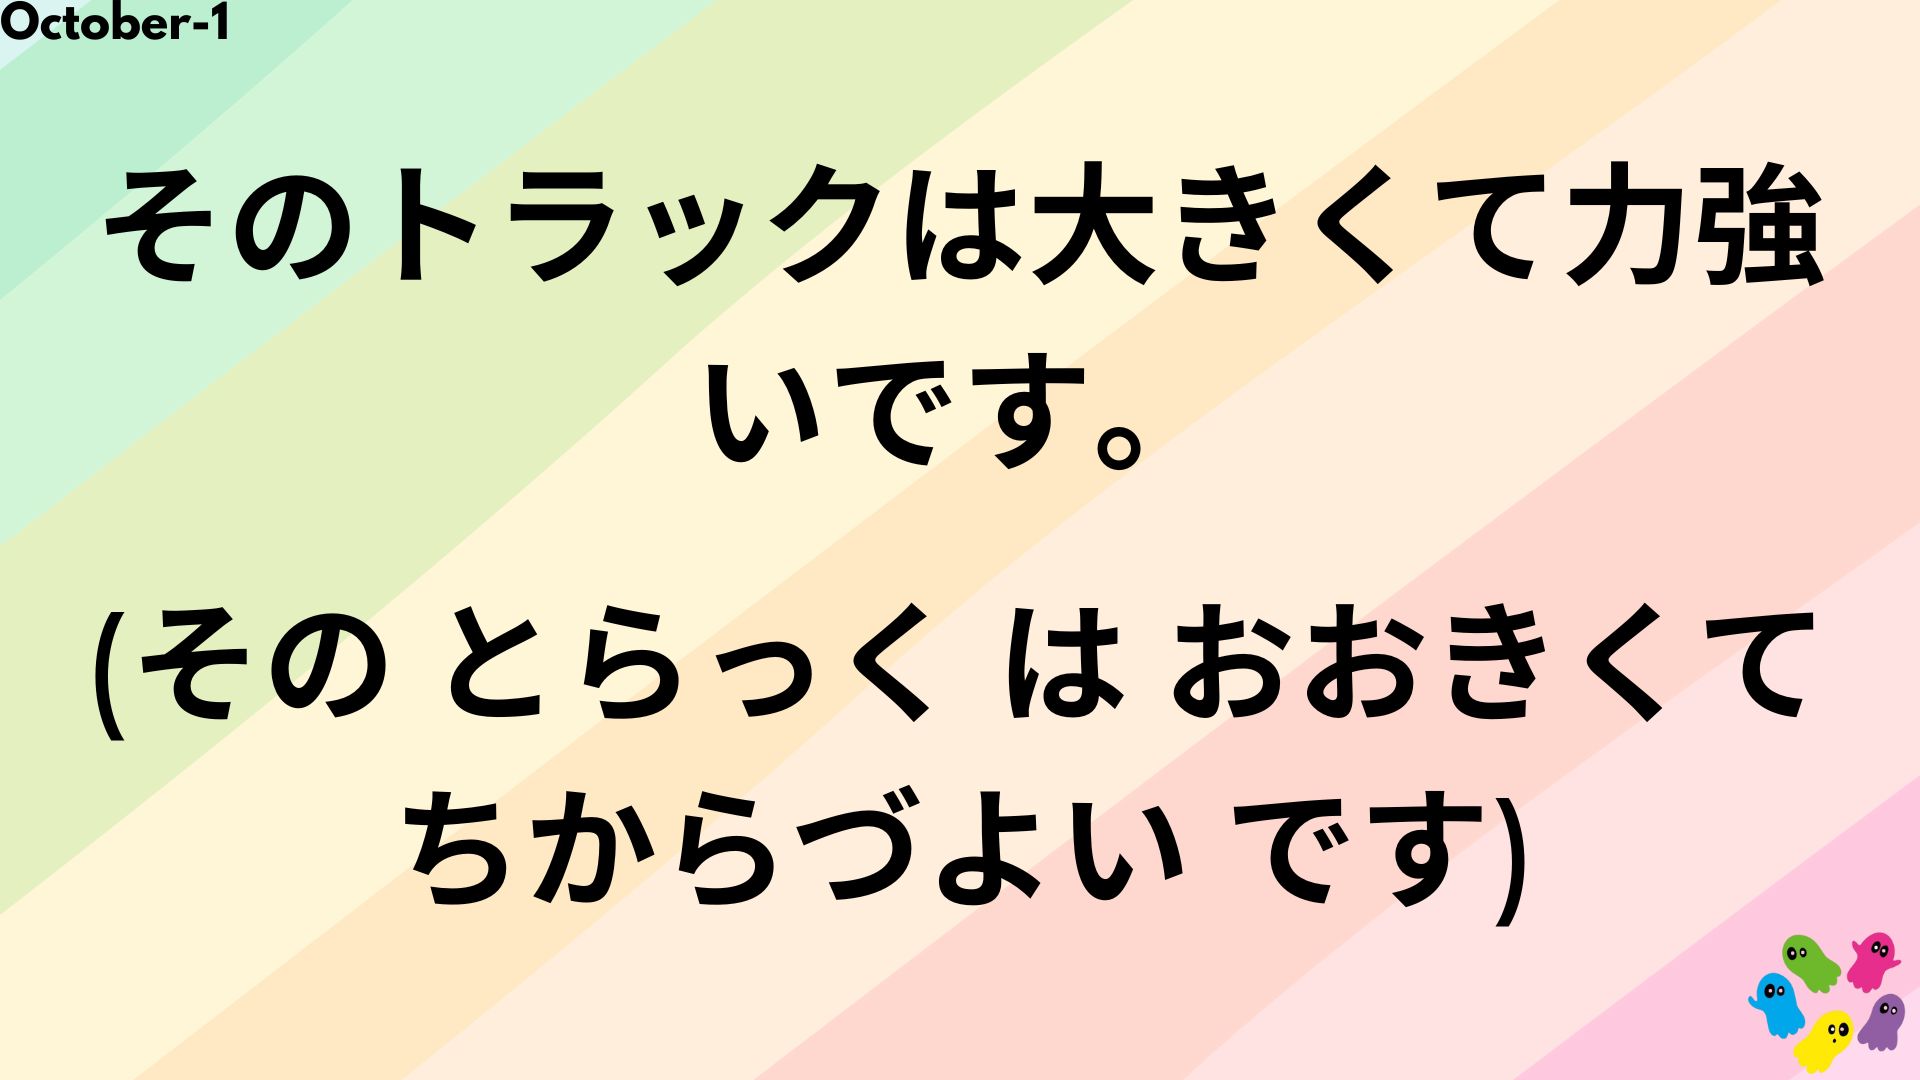 October-1
そのトラックは大きくて力強
いです。
(その とらっく は おおきくて
ちからづよい です)